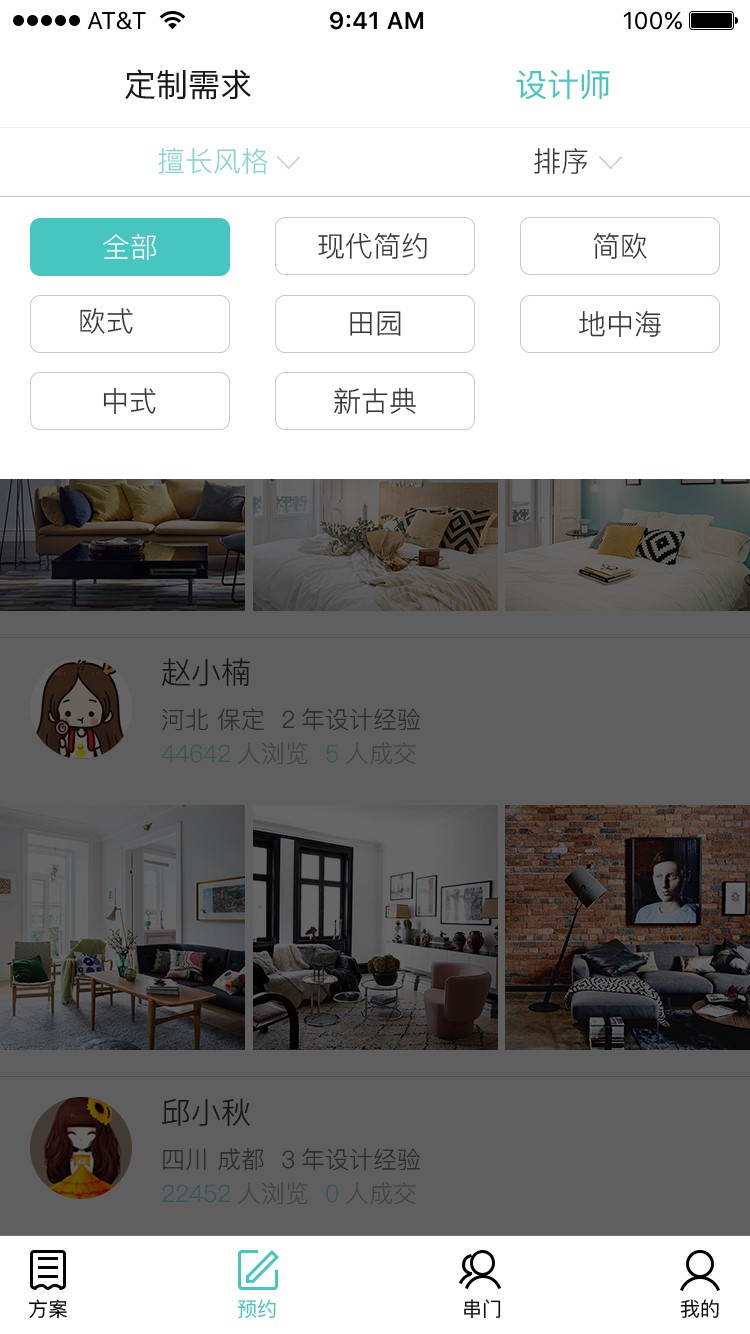 AT&T 9:41 AM 100%
定制需求 设计师
擅长风格 排序
全部 现代简约 简欧
欧式 田园 地中海
中式 新古典
赵小楠
河北 保定 2 年设计经验
44642 人浏览 5 人成交
邱小秋
四川 成都 3 年设计经验
22452 人浏览 0 人成交
方案 预约 串门 我的